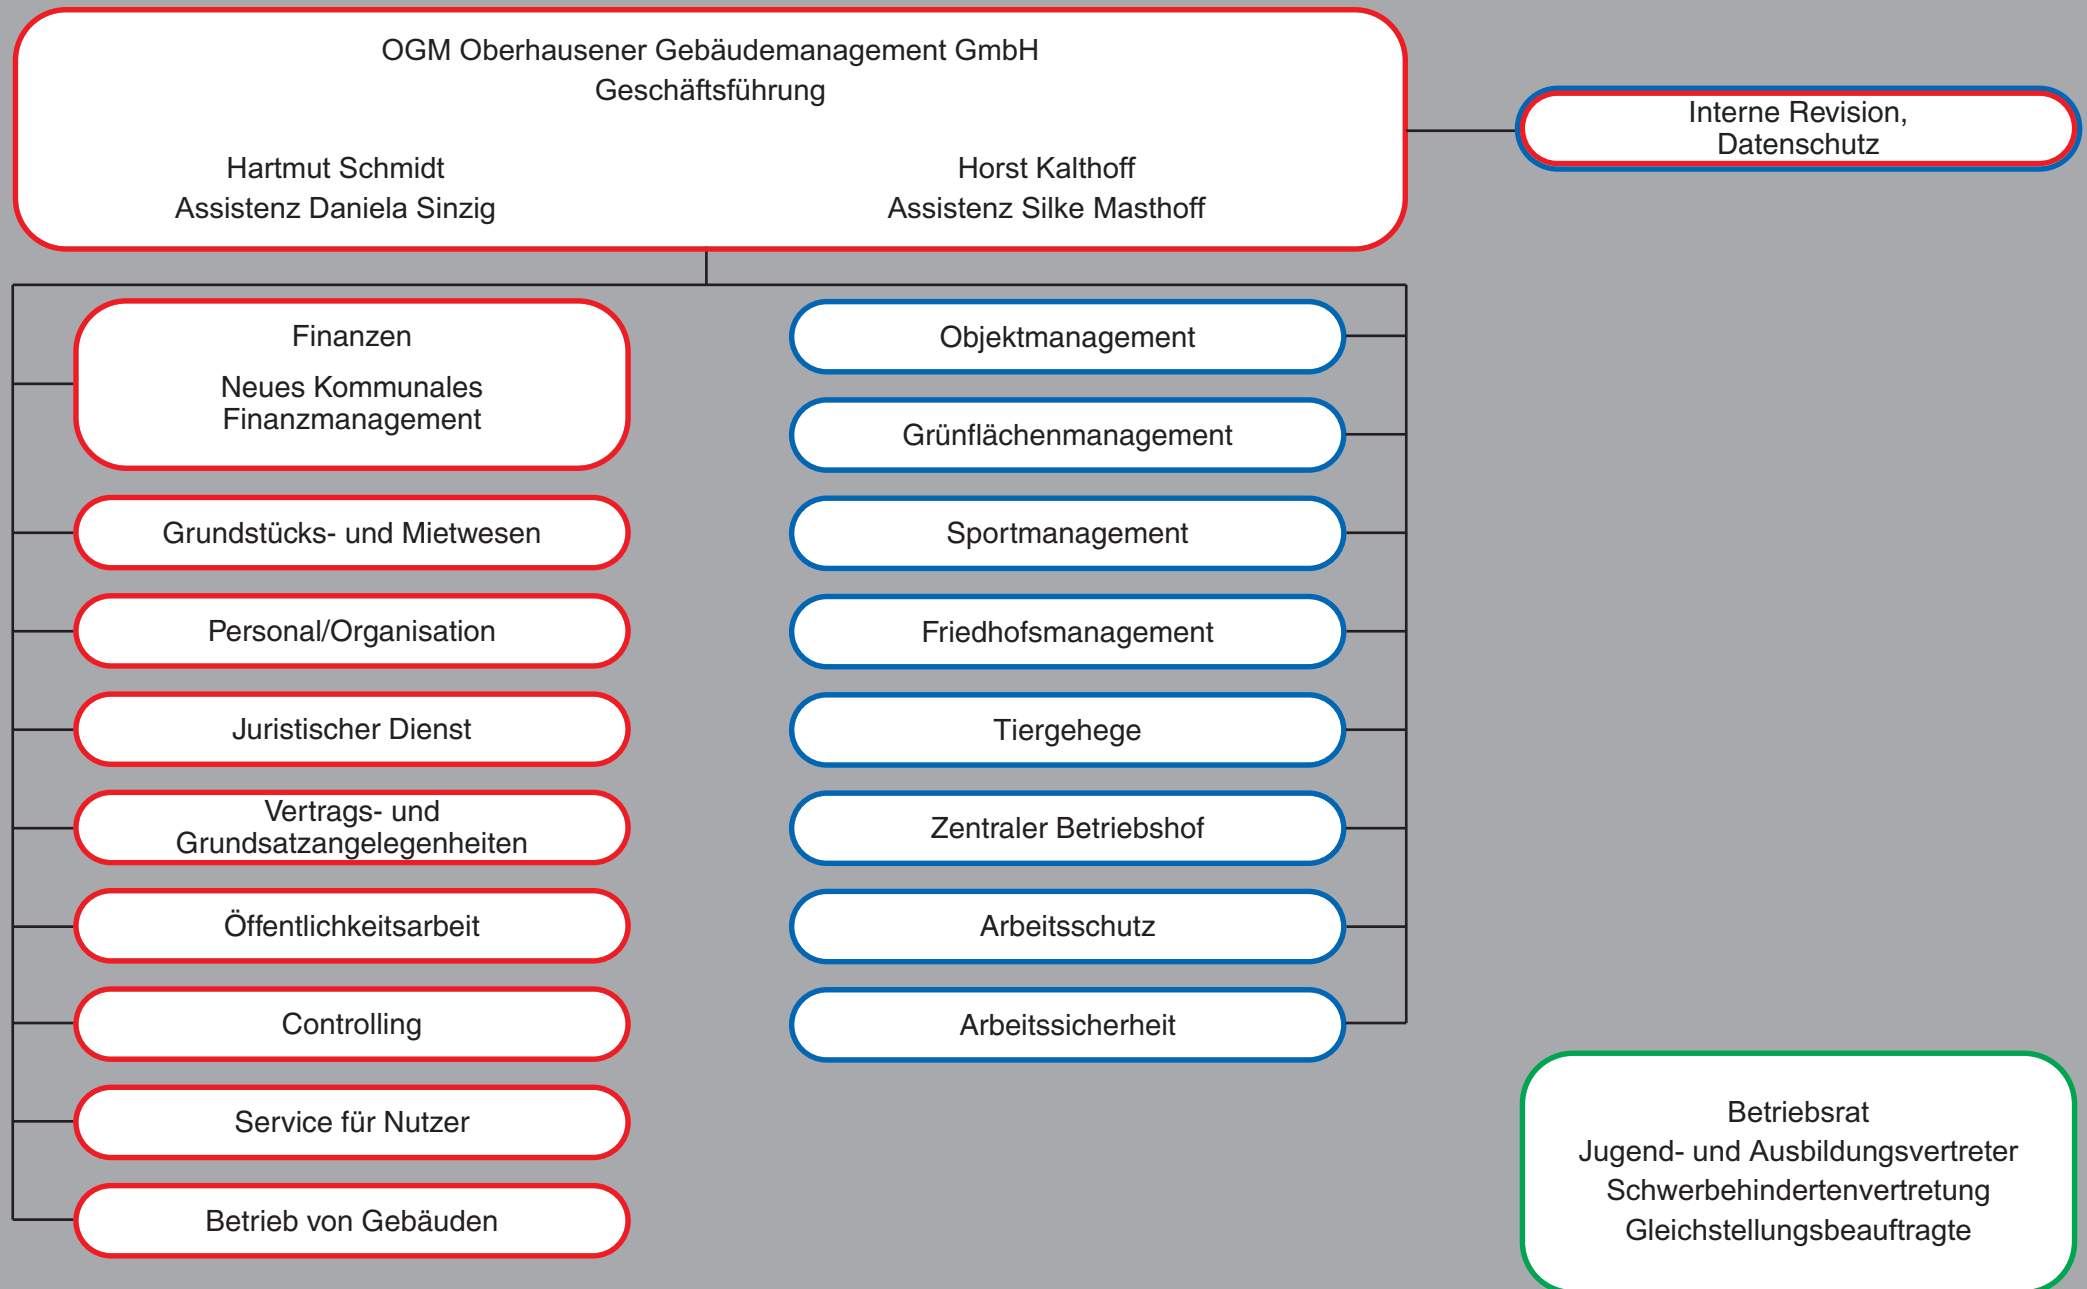 OGM Oberhausener Gebäudemanagement GmbH
Geschäftsführung
Hartmut Schmidt
Assistenz Daniela Sinzig
Horst Kalthoff
Assistenz Silke Masthoff
Interne Revision,
Datenschutz
Finanzen
Neues Kommunales
Finanzmanagement
Grundstücks- und Mietwesen
Personal/Organisation
Juristischer Dienst
Vertrags- und
Grundsatzangelegenheiten
Öffentlichkeitsarbeit
Controlling
Service für Nutzer
Betrieb von Gebäuden
Objektmanagement
Grünflächenmanagement
Sportmanagement
Friedhofsmanagement
Tiergehege
Zentraler Betriebshof
Arbeitsschutz
Arbeitssicherheit
Betriebsrat
Jugend- und Ausbildungsvertreter
Schwerbehindertenvertretung
Gleichstellungsbeauftragte